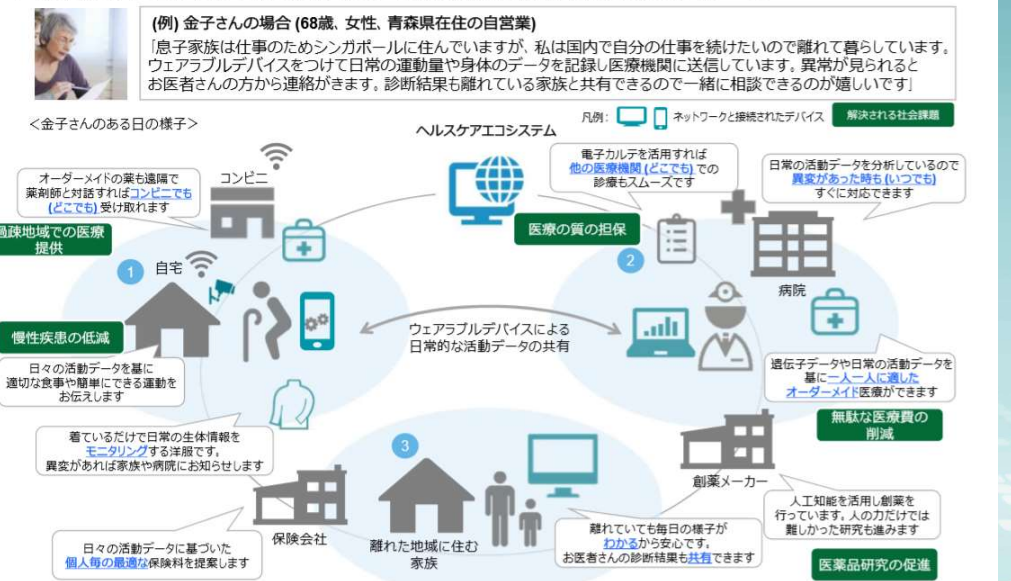 (例) 金子さんの場合 (68歳、女性、青森県在住の自営業)
「息子家族は仕事のためシンガポールに住んでいますが、私は国内で自分の仕事を続けたいので離れて暮らしています。
ウェアラブルデバイスをつけて日常の運動量や身体のデータを記録し医療機関に送信しています。異常が見られると
お医者さんの方から連絡がきます。診断結果も離れている家族と共有できるので一緒に相談できるのが嬉しいです」
<金子さんのある日の様子>
ヘルスケアエコシステム
凡例:
ネットワークと接続されたデバイス
解決される社会課題
オーダーメイドの薬も遠隔で
薬剤師と対話すればコンビニでも
(どこでも) 受け取れます
コンビニ
電子カルテを活用すれば
他の医療機関 (どこでも) での
診療もスムーズです
日常の活動データを分析しているので
異変があった時も (いつでも)
すぐに対応できます
過疎地域での医療
提供
医療の質の担保
1
自宅
2
病院
慢性疾患の低減
ウェアラブルデバイスによる
日常的な活動データの共有
日々の活動データを基に
適切な食事や簡単にできる運動を
お伝えします
遺伝子データや日常の活動データを
基に一人一人に適した
オーダーメイド医療ができます
無駄な医療費の
削減
着ているだけで日常の生体情報を
モニタリングする洋服です。
異変があれば家族や病院にお知らせします
3
創薬メーカー
保険会社
離れた地域に住む
家族
人工知能を活用し創薬を
行っています。人の力だけでは
難しかった研究も進みます
離れていても毎日の様子が
わかるから安心です。
お医者さんの診断結果も共有できます
日々の活動データに基づいた
個人毎の最適な保険料を提案します
医薬品研究の促進